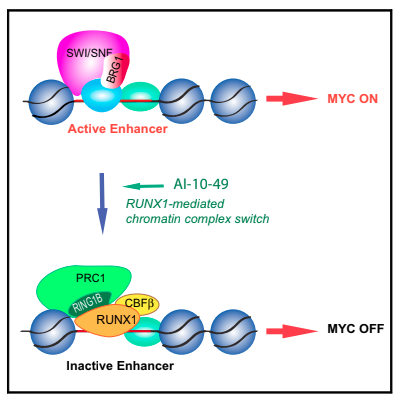 SWI/SNF
BRG1
Active Enhancer
MYC ON
AI-10-49
RUNX1-mediated
chromatin complex switch
PRC1
RING1B
CBFβ
RUNX1
Inactive Enhancer
MYC OFF